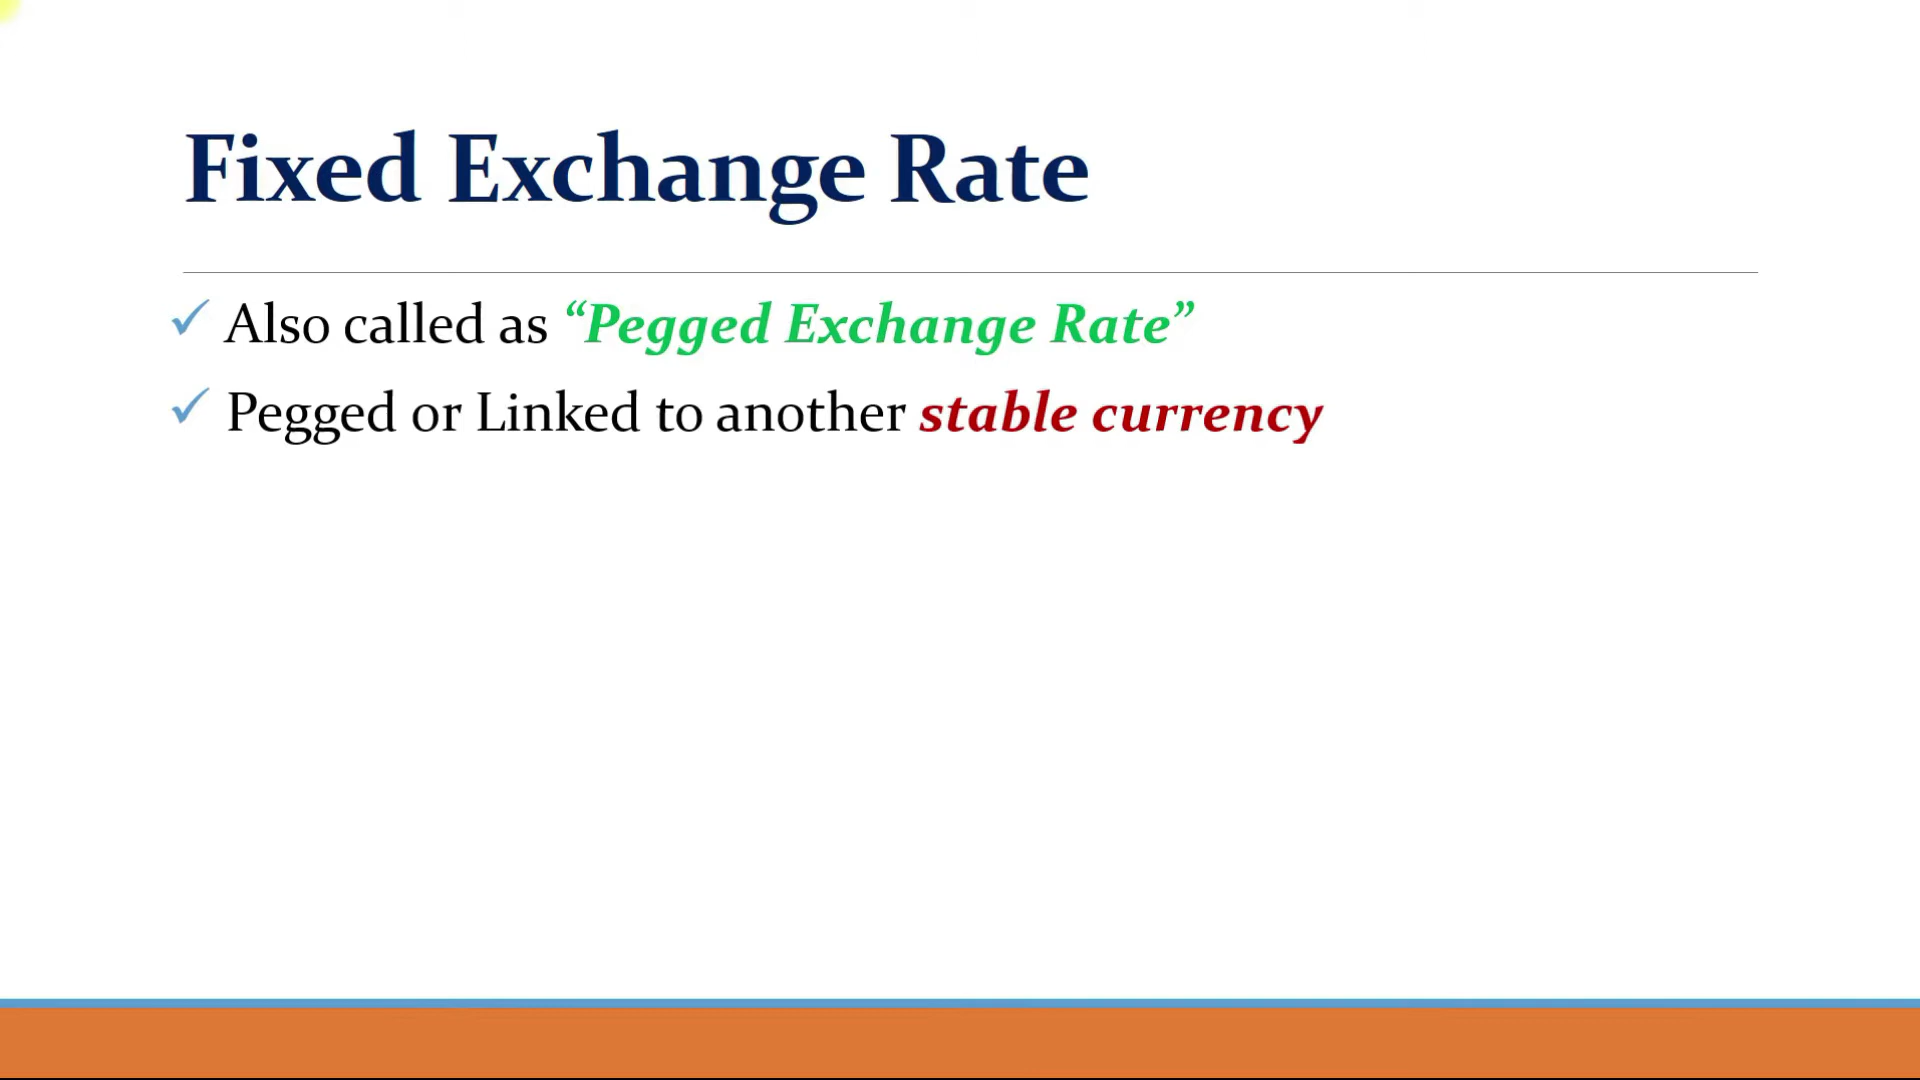 Fixed Exchange Rate
✓ Also called as “Pegged Exchange Rate”
✓ Pegged or Linked to another stable currency